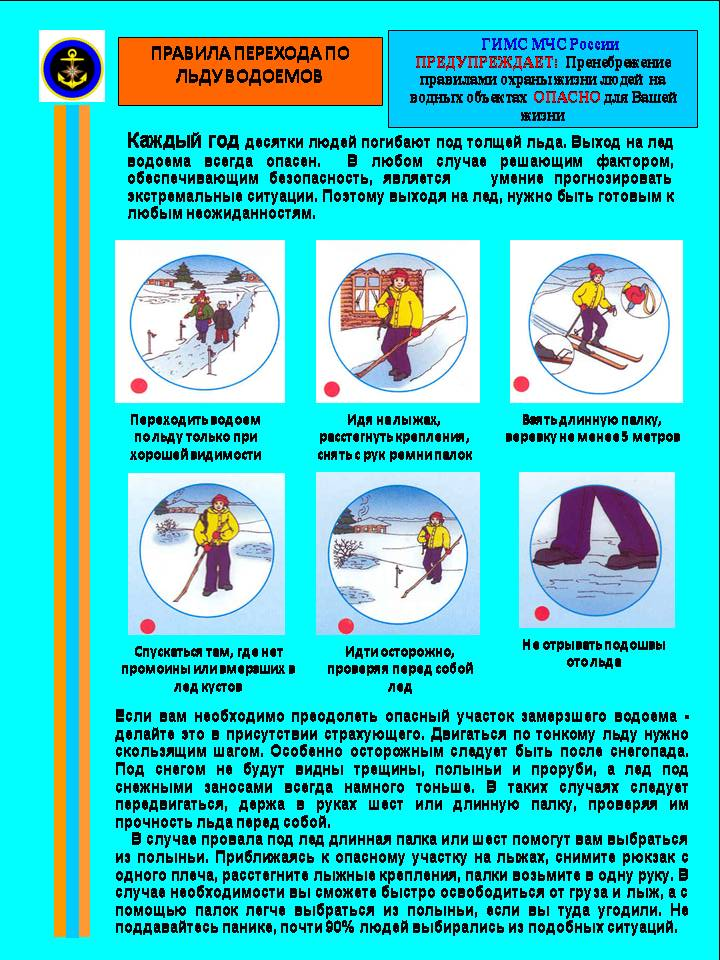 ПРАВИЛА ПЕРЕХОДА ПО
ЛЬДУ ВОДОЕМОВ
ГИМС МЧС России
ПРЕДУПРЕЖДАЕТ: Пренебрежение
правилами охраны жизни людей на
водных объектах ОПАСНО для Вашей
жизни
Каждый год десятки людей погибают под толщей льда. Выход на лед
водоема всегда опасен. В любом случае решающим фактором,
обеспечивающим безопасность, является умение прогнозировать
экстремальные ситуации. Поэтому выходя на лед, нужно быть готовым к
любым неожиданностям.
Переходить водоем
по льду только при
хорошей видимости
Идя на лыжах,
расстегнуть крепления,
снять с рук ремни палок
Взять длинную палку,
веревку не менее 5 метров
Спускаться там, где нет
промоины или вмерзших в
лед кустов
Идти осторожно,
проверяя перед собой
лед
Не отрывать подошвы
ото льда
Если вам необходимо преодолеть опасный участок замерзшего водоема -
делайте это в присутствии страхующего. Двигаться по тонкому льду нужно
скользящим шагом. Особенно осторожным следует быть после снегопада.
Под снегом не будут видны трещины, полыньи и проруби, а лед под
снежными заносами всегда намного тоньше. В таких случаях следует
передвигаться, держа в руках шест или длинную палку, проверяя им
прочность льда перед собой.
В случае провала под лед длинная палка или шест помогут вам выбраться
из полыньи. Приближаясь к опасному участку на лыжах, снимите рюкзак с
одного плеча, расстегните лыжные крепления, палки возьмите в одну руку. В
случае необходимости вы сможете быстро освободиться от груза и лыж, а с
помощью палок легче выбраться из полыньи, если вы туда угодили. Не
поддавайтесь панике, почти 90% людей выбирались из подобных ситуаций.